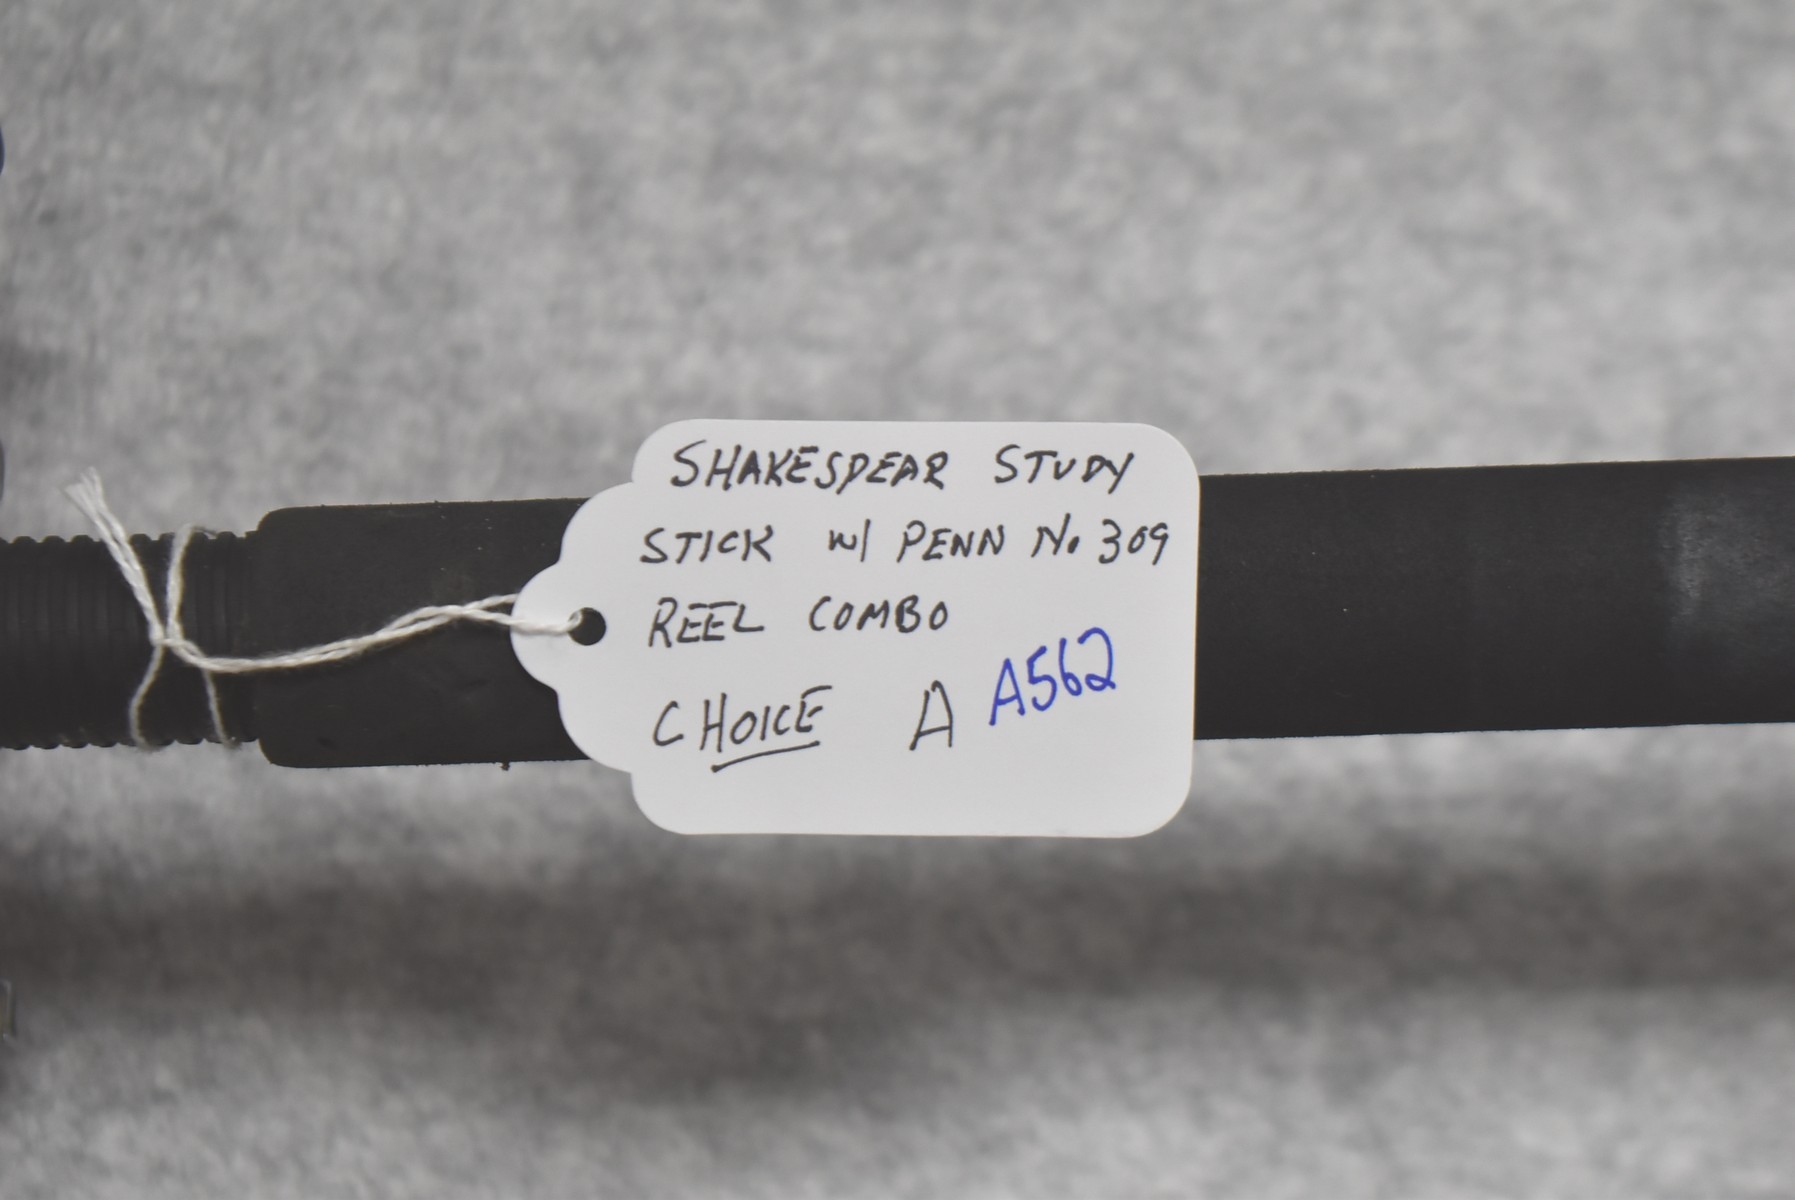 SHAKESPEAR STUDY
STICK W/ PENN No 309
REEL COMBO
CHOICE A A562